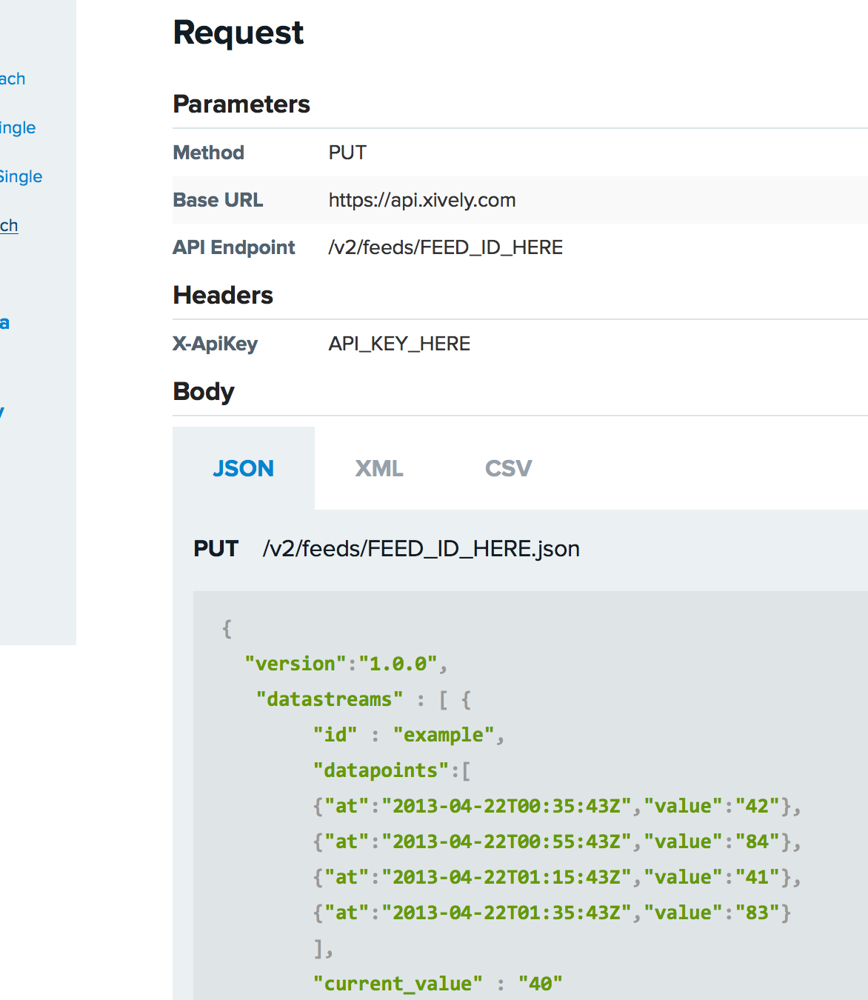 Request
ach
Parameters
ingle
Method PUT
Single
Base URL https://api.xively.com
ch
API Endpoint /v2/feeds/FEED_ID_HERE
Headers
a
X-ApiKey API_KEY_HERE
Body
y
JSON XML CSV
PUT /v2/feeds/FEED_ID_HERE.json
{
"version":"1.0.0",
"datastreams" : [ {
"id" : "example",
"datapoints":[
{"at":"2013-04-22T00:35:43Z","value":"42"},
{"at":"2013-04-22T00:55:43Z","value":"84"},
{"at":"2013-04-22T01:15:43Z","value":"41"},
{"at":"2013-04-22T01:35:43Z","value":"83"}
],
"current_value" : "40"